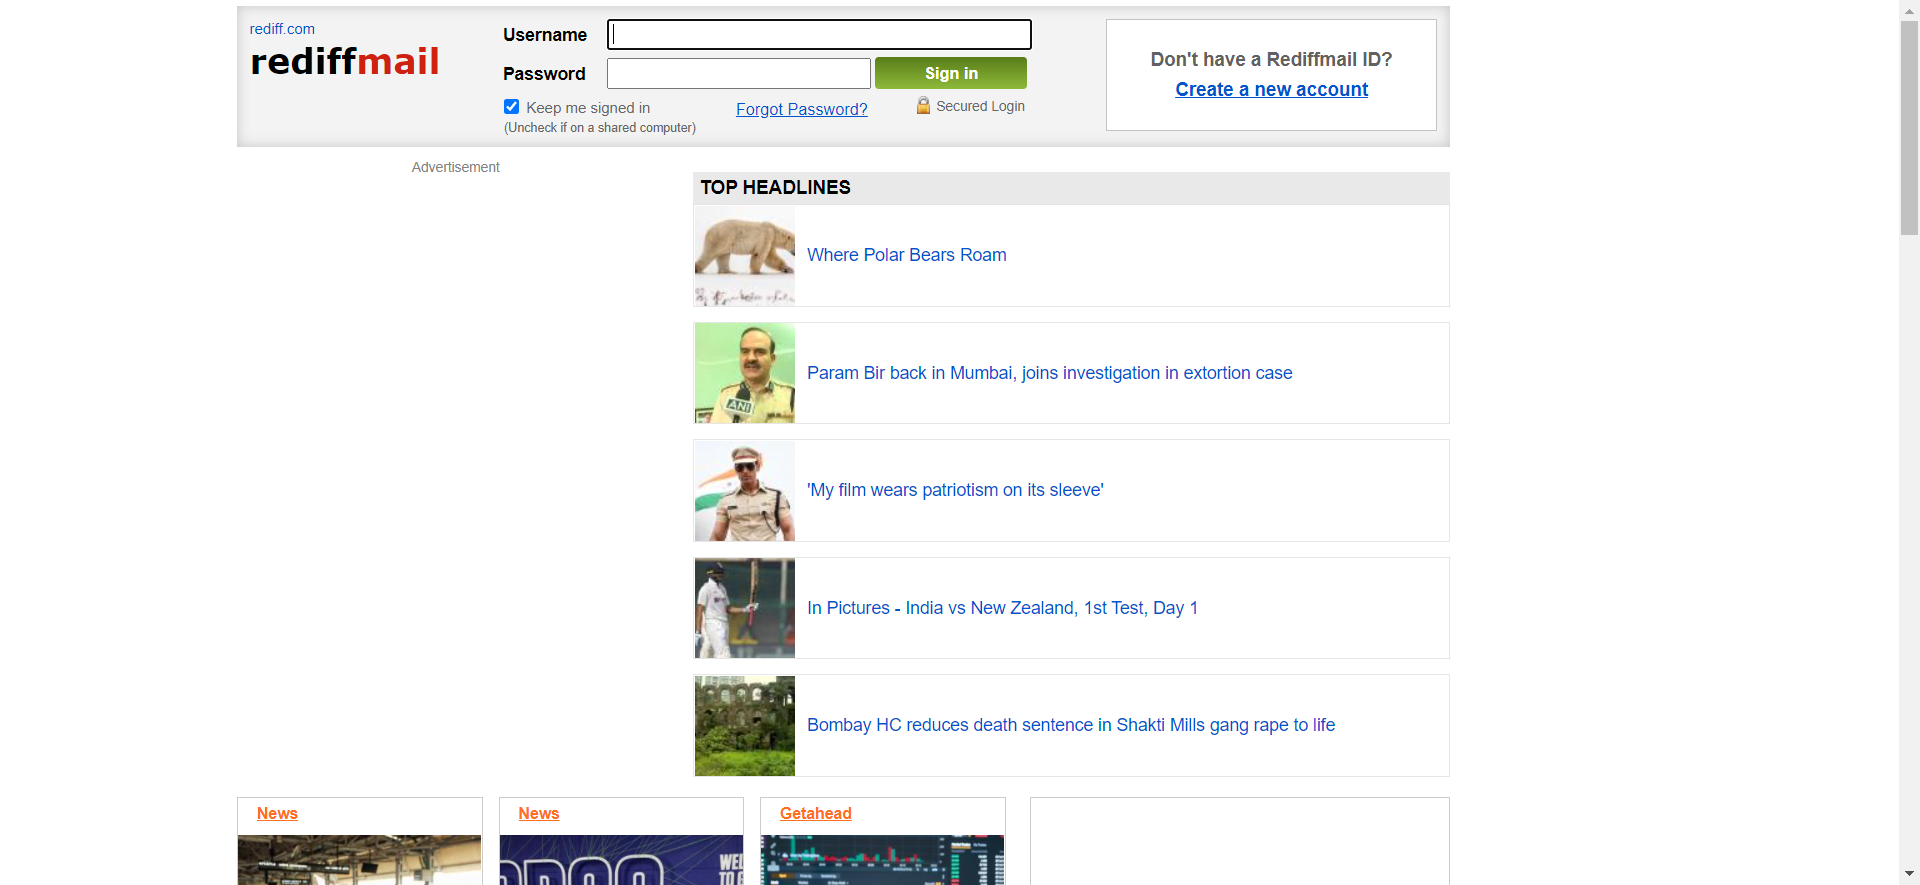 rediff.com
rediffmail
Username
Password
Sign in
Keep me signed in
(Uncheck if on a shared computer)
Forgot Password?
Secured Login
Don't have a Rediffmail ID?
Create a new account
Advertisement
TOP HEADLINES
Where Polar Bears Roam
Param Bir back in Mumbai, joins investigation in extortion case
ANI
'My film wears patriotism on its sleeve'
In Pictures - India vs New Zealand, 1st Test, Day 1
Bombay HC reduces death sentence in Shakti Mills gang rape to life
News
News
Getahead